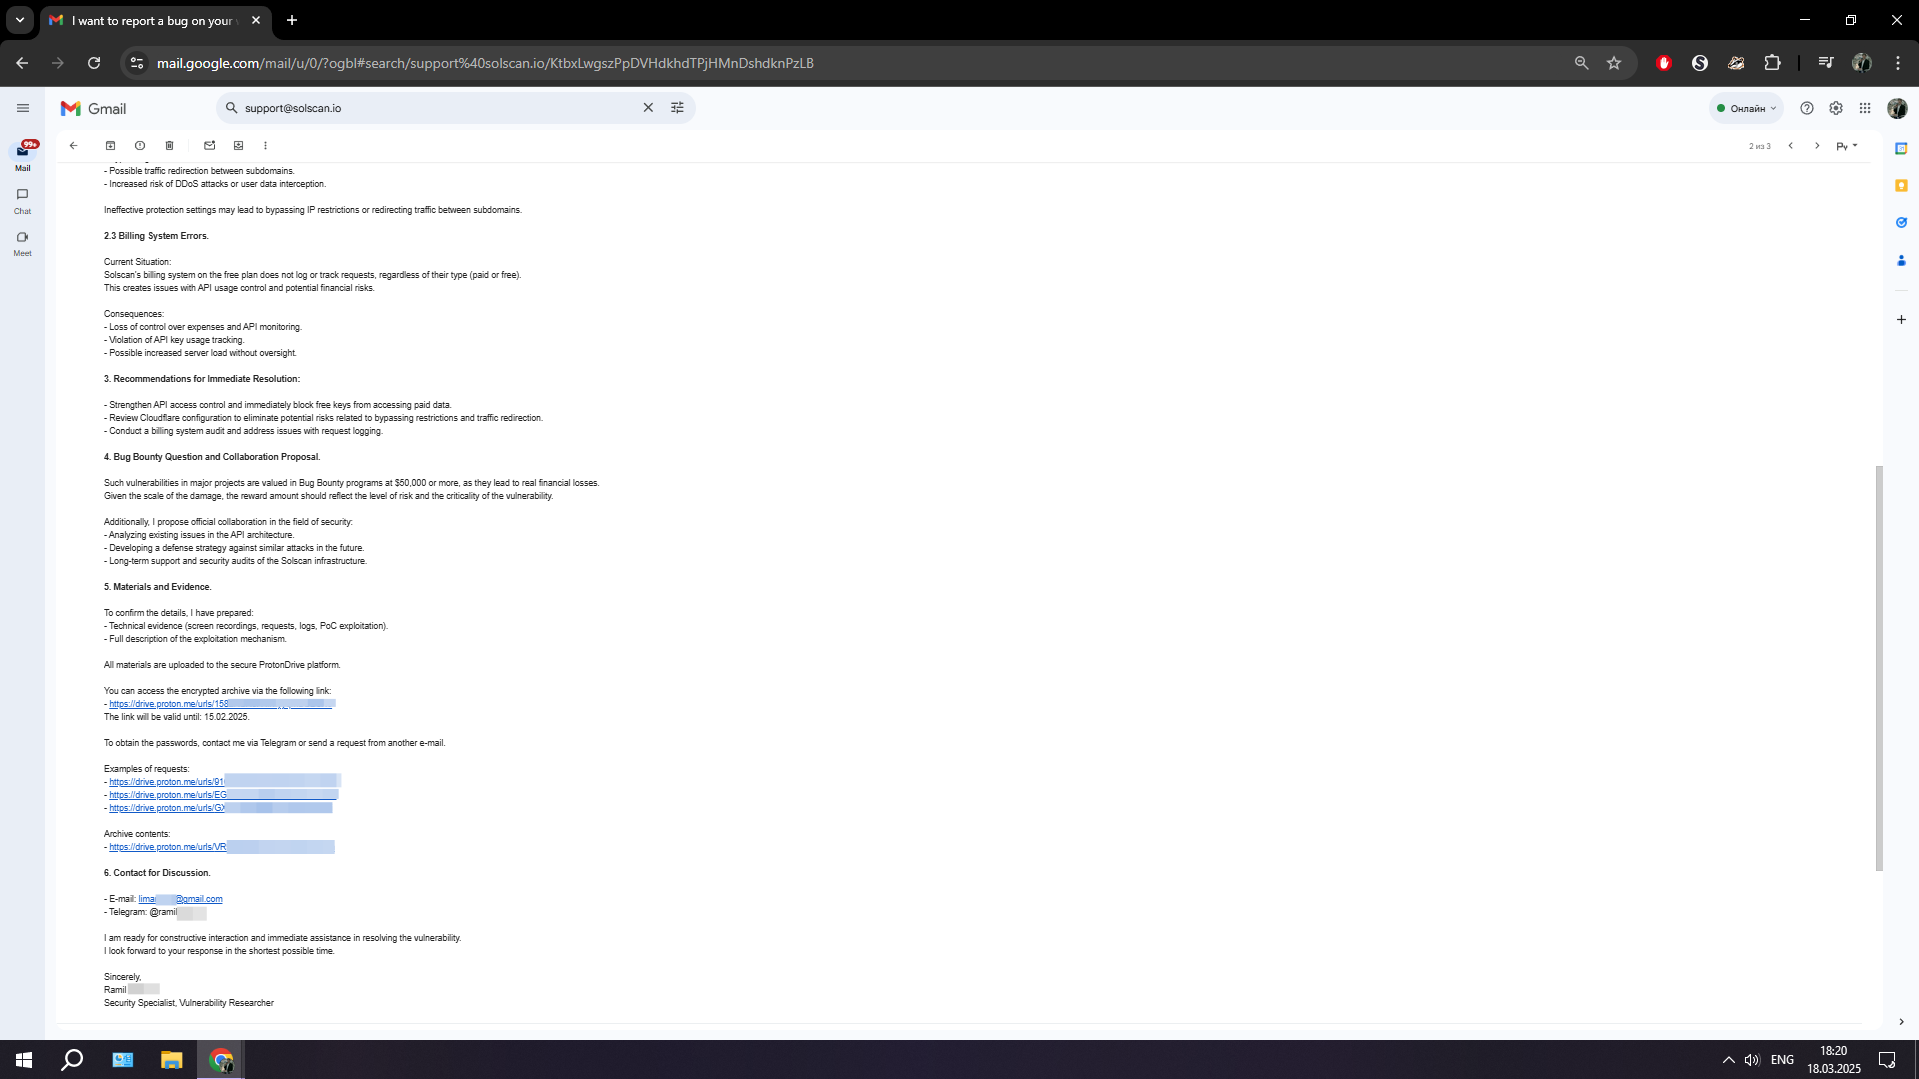 I want to report a bug on your w
mail.google.com/mail/u/0/?ogbl#search/support%40solscan.io/KtbxLwgszPpDVHdkhdTPjHMnDshdknPzLB
Gmail
support@solscan.io
Онлайн
99+
Mail
Chat
Meet
2 из 3
Ру
- Possible traffic redirection between subdomains.
- Increased risk of DDoS attacks or user data interception.
Ineffective protection settings may lead to bypassing IP restrictions or redirecting traffic between subdomains.
2.3 Billing System Errors.
Current Situation:
Solscan's billing system on the free plan does not log or track requests, regardless of their type (paid or free).
This creates issues with API usage control and potential financial risks.
Consequences:
- Loss of control over expenses and API monitoring.
- Violation of API key usage tracking.
- Possible increased server load without oversight.
3. Recommendations for Immediate Resolution:
- Strengthen API access control and immediately block free keys from accessing paid data.
- Review Cloudflare configuration to eliminate potential risks related to bypassing restrictions and traffic redirection.
- Conduct a billing system audit and address issues with request logging.
4. Bug Bounty Question and Collaboration Proposal.
Such vulnerabilities in major projects are valued in Bug Bounty programs at $50,000 or more, as they lead to real financial losses.
Given the scale of the damage, the reward amount should reflect the level of risk and the criticality of the vulnerability.
Additionally, I propose official collaboration in the field of security:
- Analyzing existing issues in the API architecture.
- Developing a defense strategy against similar attacks in the future.
- Long-term support and security audits of the Solscan infrastructure.
5. Materials and Evidence.
To confirm the details, I have prepared:
- Technical evidence (screen recordings, requests, logs, PoC exploitation).
- Full description of the exploitation mechanism.
All materials are uploaded to the secure ProtonDrive platform.
You can access the encrypted archive via the following link:
- https://drive.proton.me/urls/158
The link will be valid until: 15.02.2025.
To obtain the passwords, contact me via Telegram or send a request from another e-mail.
Examples of requests:
- https://drive.proton.me/urls/91
- https://drive.proton.me/urls/EG
- https://drive.proton.me/urls/GX
Archive contents:
- https://drive.proton.me/urls/VR
6. Contact for Discussion.
- E-mail: lima @gmail.com
- Telegram: @ramil
I am ready for constructive interaction and immediate assistance in resolving the vulnerability.
I look forward to your response in the shortest possible time.
Sincerely,
Ramil
Security Specialist, Vulnerability Researcher
ENG
18:20
18.03.2025